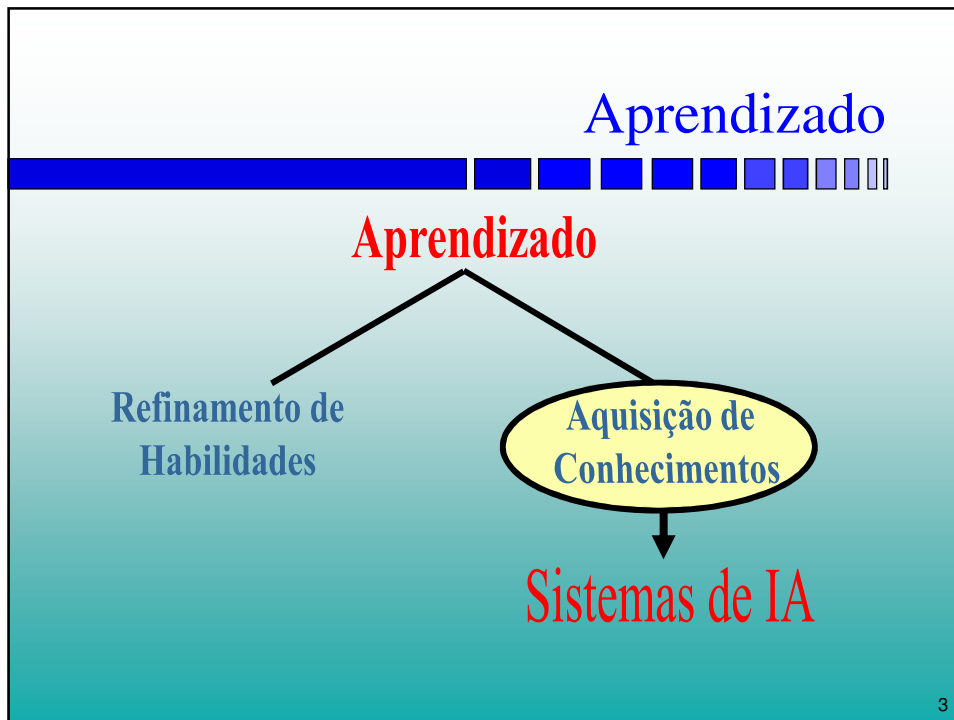 Aprendizado
Aprendizado
Refinamento de
Habilidades
Aquisição de
Conhecimentos
Sistemas de IA
3